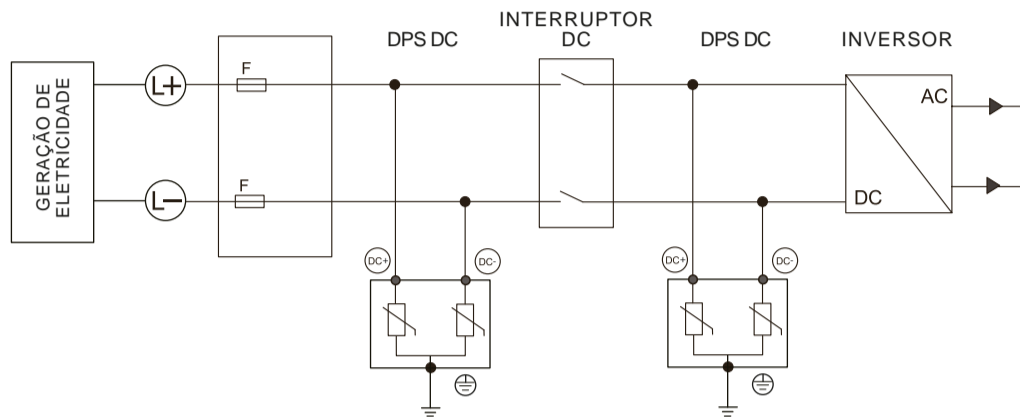 INTERRUPTOR
DC
DPS DC
DPS DC
INVERSOR
GERAÇÃO DE
ELETRICIDADE
L+
L−
F
F
AC
DC
DC+
DC-
DC+
DC-